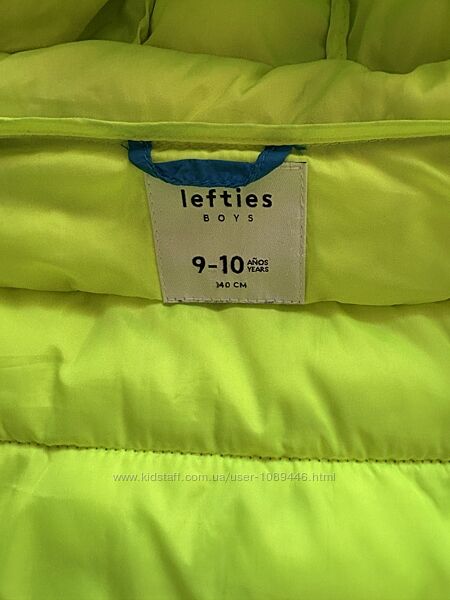 lefties
BOYS
9-10 AÑOS
YEARS
140 CM
www.kidstaff.com.ua/user-1089446.html